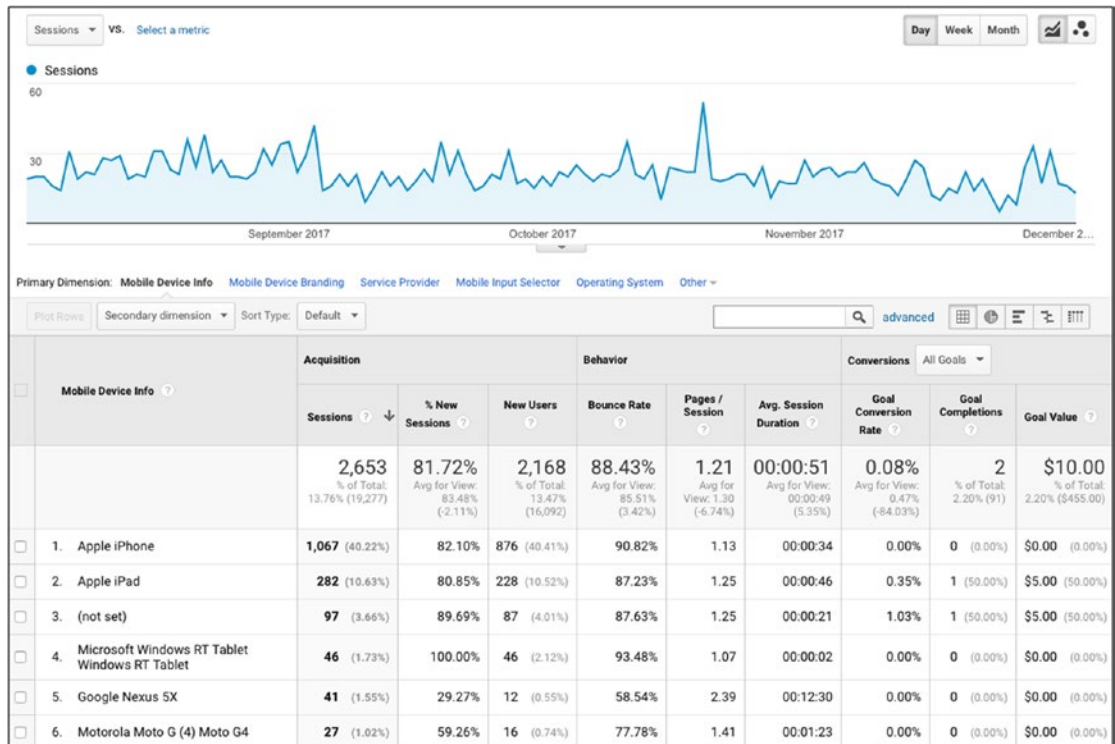 Sessions VS. Select a metric Day Week Month
Sessions
60
30
September 2017 October 2017 November 2017 December 2...
Primary Dimension: Mobile Device Info Mobile Device Branding Service Provider Mobile Input Selector Operating System Other
Plot Rows Secondary dimension Sort Type: Default advanced
Acquisition Behavior Conversions All Goals
Mobile Device Info ?
Sessions ?
% New
Sessions ?
New Users
?
Bounce Rate
?
Pages /
Session
?
Avg. Session
Duration ?
Goal
Conversion
Rate ?
Goal
Completions
?
Goal Value ?
2,653
% of Total:
13.76% (19,277)
81.72%
Avg for View:
83.48%
(-2.11%)
2,168
% of Total:
13.47%
(16,092)
88.43%
Avg for View:
85.51%
(3.42%)
1.21
Avg for
View: 1.30
(-6.74%)
00:00:51
Avg for View:
00:00:49
(5.35%)
0.08%
Avg for View:
0.47%
(-84.03%)
2
% of Total:
2.20% (91)
$10.00
% of Total:
2.20% ($455.00)
1. Apple iPhone 1,067 (40.22%) 82.10% 876 (40.41%) 90.82% 1.13 00:00:34 0.00% 0 (0.00%) $0.00 (0.00%)
2. Apple iPad 282 (10.63%) 80.85% 228 (10.52%) 87.23% 1.25 00:00:46 0.35% 1 (50.00%) $5.00 (50.00%)
3. (not set) 97 (3.66%) 89.69% 87 (4.01%) 87.63% 1.25 00:00:21 1.03% 1 (50.00%) $5.00 (50.00%)
4. Microsoft Windows RT Tablet
Windows RT Tablet 46 (1.73%) 100.00% 46 (2.12%) 93.48% 1.07 00:00:02 0.00% 0 (0.00%) $0.00 (0.00%)
5. Google Nexus 5X 41 (1.55%) 29.27% 12 (0.55%) 58.54% 2.39 00:12:30 0.00% 0 (0.00%) $0.00 (0.00%)
6. Motorola Moto G (4) Moto G4 27 (1.02%) 59.26% 16 (0.74%) 77.78% 1.41 00:01:23 0.00% 0 (0.00%) $0.00 (0.00%)